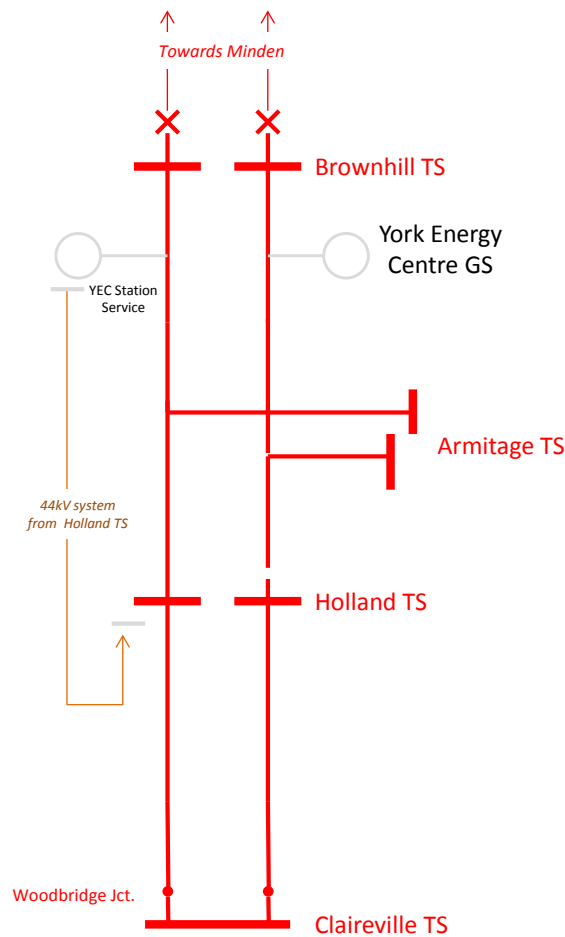 Towards Minden
Brownhill TS
York Energy
Centre GS
YEC Station
Service
Armitage TS
44kV system
from Holland TS
Holland TS
Woodbridge Jct.
Claireville TS